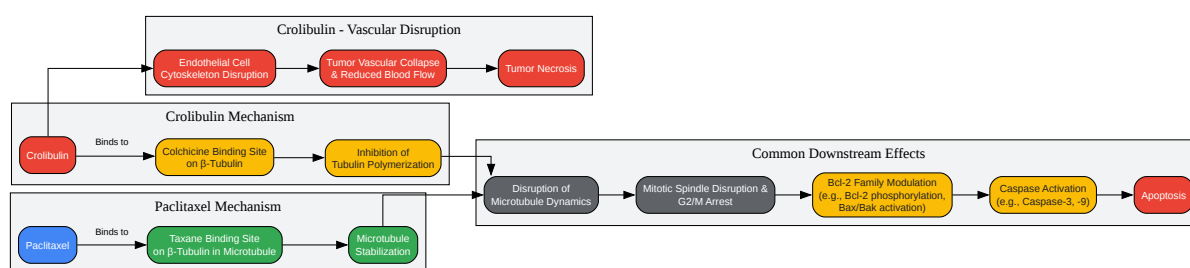 Crolibulin - Vascular Disruption
Endothelial Cell
Cytoskeleton Disruption
Tumor Vascular Collapse
& Reduced Blood Flow
Tumor Necrosis
Crolibulin Mechanism
Crolibulin
Binds to
Colchicine Binding Site
on β-Tubulin
Inhibition of
Tubulin Polymerization
Common Downstream Effects
Disruption of
Microtubule Dynamics
Mitotic Spindle Disruption &
G2/M Arrest
Bcl-2 Family Modulation
(e.g., Bcl-2 phosphorylation,
Bax/Bak activation)
Caspase Activation
(e.g., Caspase-3, -9)
Apoptosis
Paclitaxel Mechanism
Paclitaxel
Binds to
Taxane Binding Site
on β-Tubulin in Microtubule
Microtubule
Stabilization